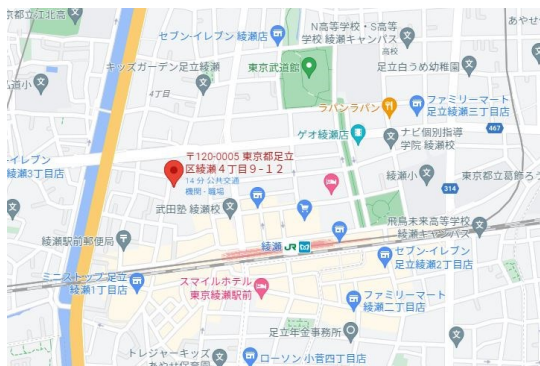 京都立江北高
セブン-イレブン 綾瀬店
N高等学校・S高等
学校 綾瀬キャンパス
高校
あやせ
キッズガーデン足立綾瀬
東京武道館
足立白うめ幼稚園
4丁目
ラパンラパン
ファミリーマート
足立綾瀬三丁目店
467
ゲオ綾瀬店
ナビ個別指導
学院 綾瀬校
〒120-0005 東京都足立
区綾瀬4丁目9-12
14 分 公共交通
機関・職場
-イレブン
綾瀬3丁目店
綾瀬小
東京都立葛飾ろう
314
武田塾 綾瀬校
飛鳥未来高等学校
綾瀬キャンパス
綾瀬駅前郵便局
綾瀬 JR
セブン-イレブン
足立綾瀬2丁目店
ミニストップ 足立
綾瀬1丁目店
スマイルホテル
東京綾瀬駅前
ファミリーマート
綾瀬二丁目店
足立年金事務所
トレジャーキッズ
あやせ保育園
ローソン 小菅四丁目店